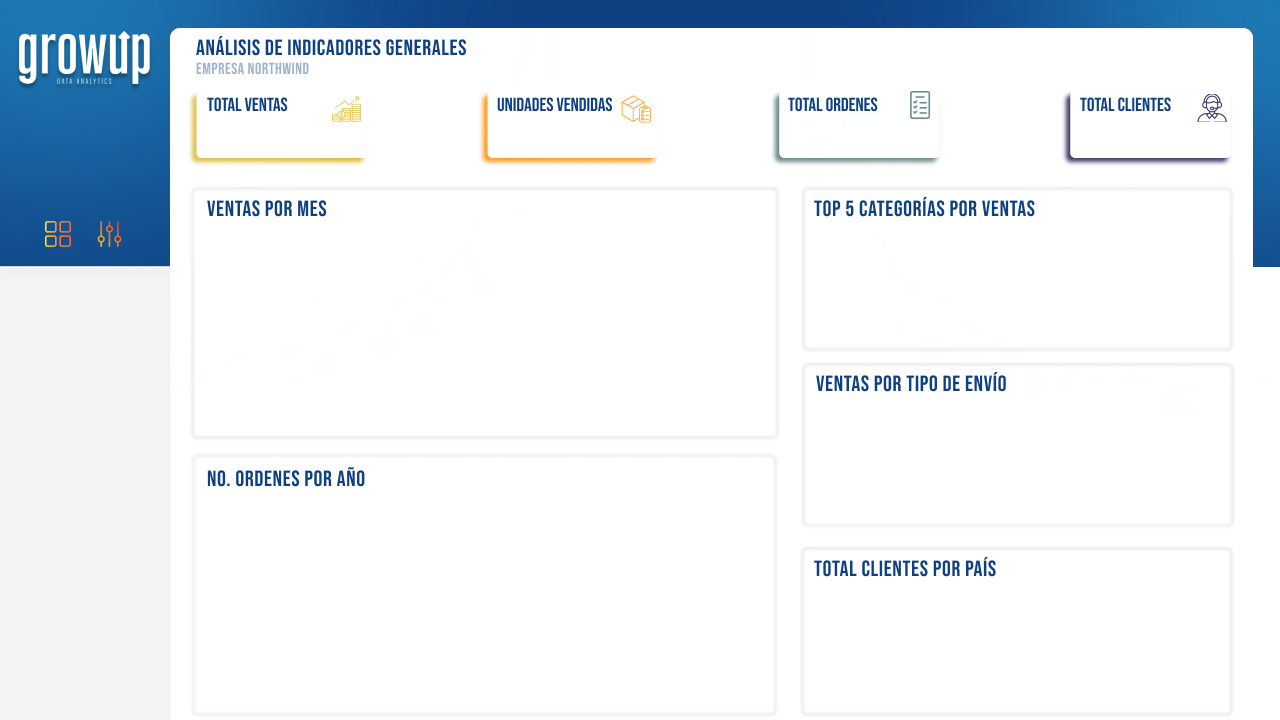 growup
DATA ANALYTICS
ANÁLISIS DE INDICADORES GENERALES
EMPRESA NORTHWIND
TOTAL VENTAS
UNIDADES VENDIDAS
TOTAL ORDENES
TOTAL CLIENTES
VENTAS POR MES
TOP 5 CATEGORÍAS POR VENTAS
VENTAS POR TIPO DE ENVÍO
NO. ORDENES POR AÑO
TOTAL CLIENTES POR PAÍS